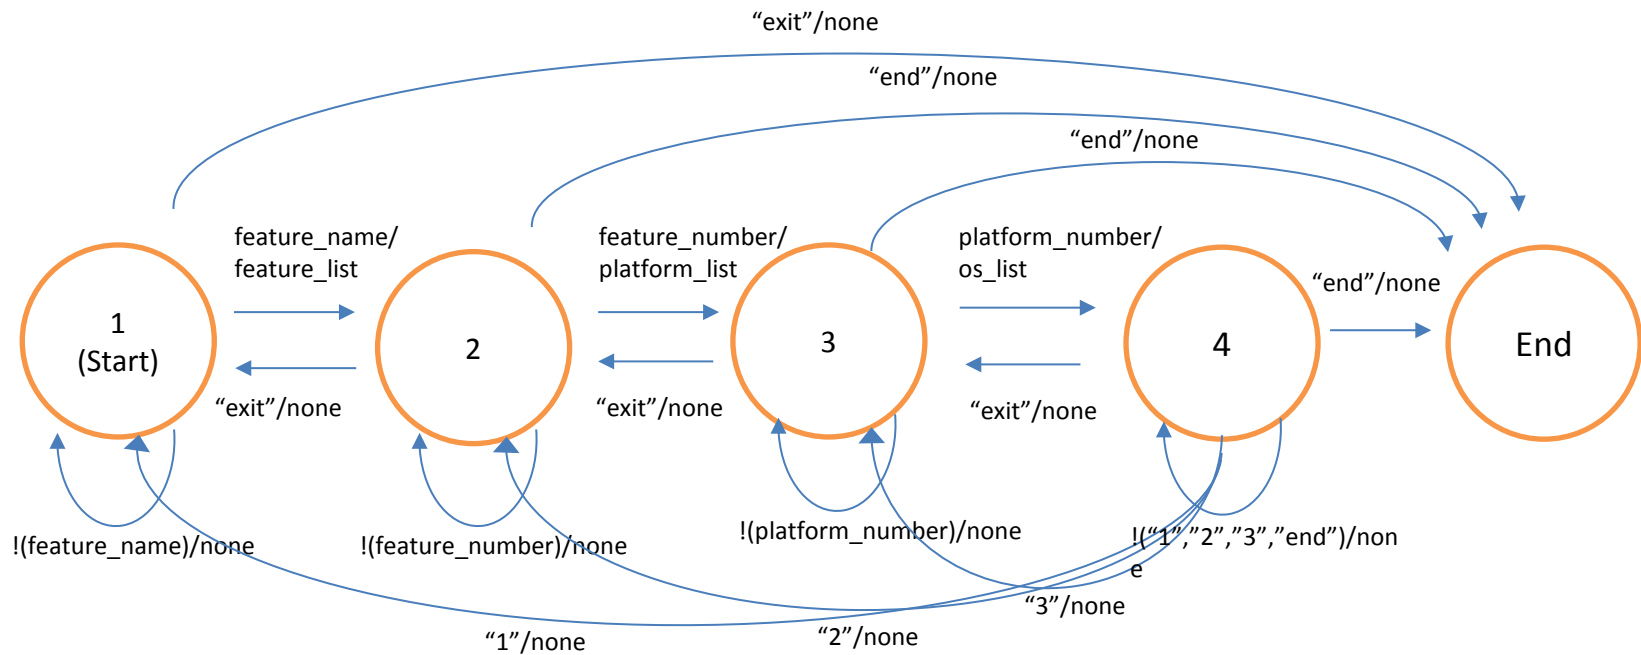 “exit”/none
“end”/none
“end”/none
feature_name/
feature_list
feature_number/
platform_list
platform_number/
os_list
“end”/none
1
(Start)
2
3
4
End
“exit”/none
“exit”/none
“exit”/none
!(feature_name)/none
!(feature_number)/none
!(platform_number)/none
!(“1”,”2”,”3”,”end”)/non
e
“1”/none
“2”/none
“3”/none